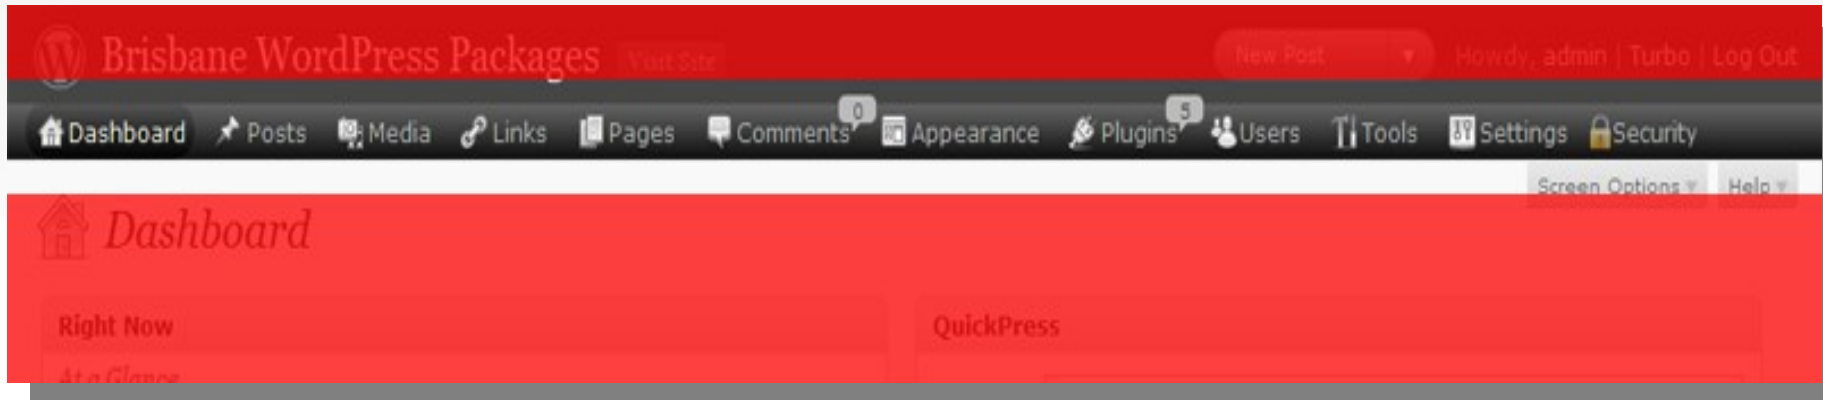 Brisbane WordPress Packages Visit Site New Post Howdy, admin | Turbo | Log Out
Dashboard Posts Media Links Pages Comments 0 Appearance Plugins 5 Users Tools Settings Security
Screen Options Help
Dashboard
Right Now QuickPress
At a Glance